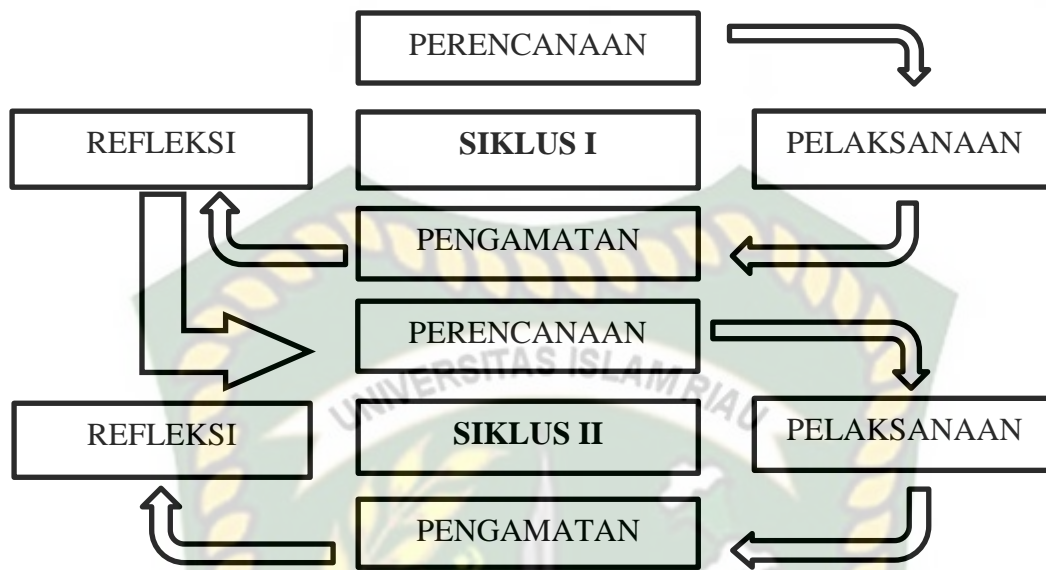 PERENCANAAN
REFLEKSI
SIKLUS I
PELAKSANAAN
PENGAMATAN
PERENCANAAN
UNIVERSITAS ISLAM RIAU
REFLEKSI
SIKLUS II
PELAKSANAAN
PENGAMATAN